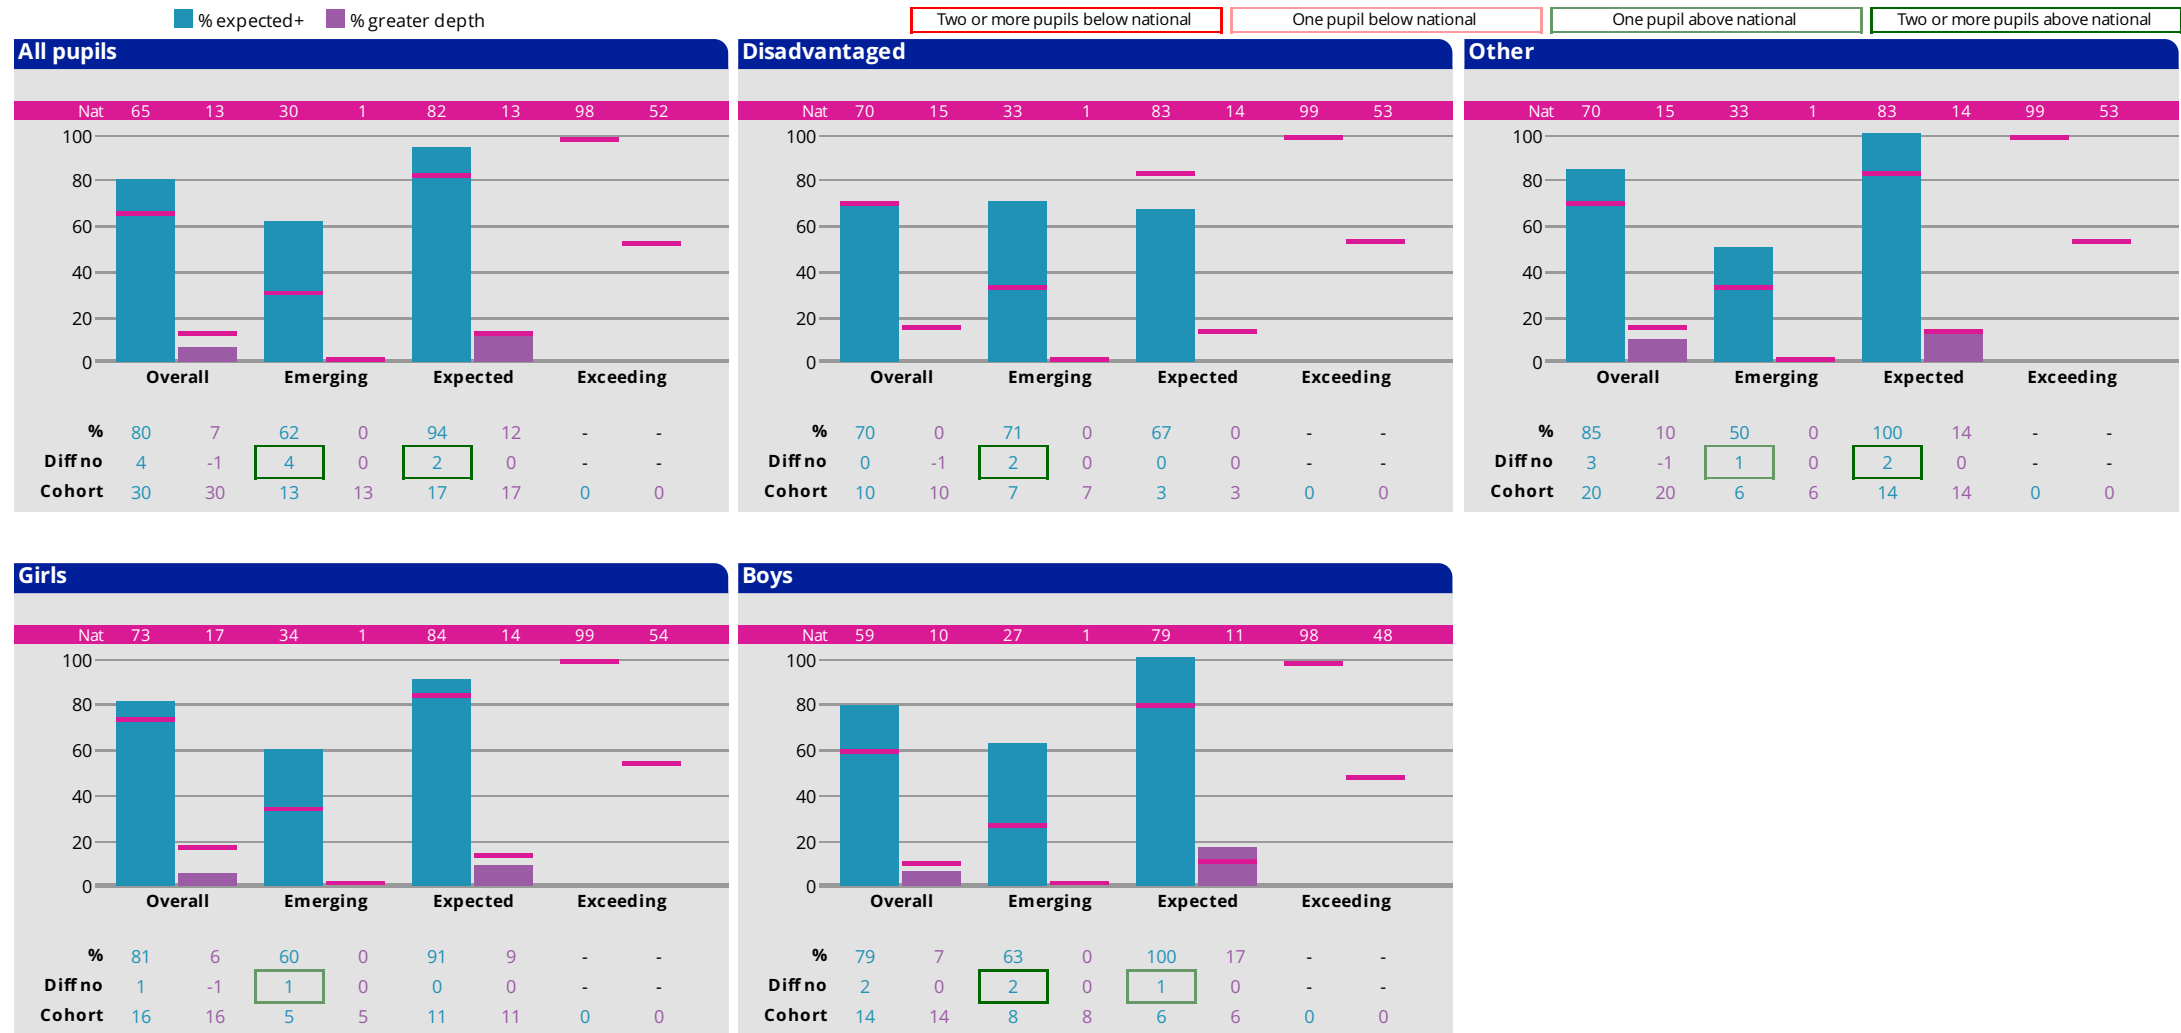 % expected+ % greater depth Two or more pupils below national One pupil below national One pupil above national Two or more pupils above national
All pupils
Nat 65 13 30 1 82 13 98 52
100
80
60
40
20
0
Overall Emerging Expected Exceeding
% 80 7 62 0 94 12 - -
Diff no 4 -1 4 0 2 0 - -
Cohort 30 30 13 13 17 17 0 0
Disadvantaged
Nat 70 15 33 1 83 14 99 53
100
80
60
40
20
0
Overall Emerging Expected Exceeding
% 70 0 71 0 67 0 - -
Diff no 0 -1 2 0 0 0 - -
Cohort 10 10 7 7 3 3 0 0
Other
Nat 70 15 33 1 83 14 99 53
100
80
60
40
20
0
Overall Emerging Expected Exceeding
% 85 10 50 0 100 14 - -
Diff no 3 -1 1 0 2 0 - -
Cohort 20 20 6 6 14 14 0 0
Girls
Nat 73 17 34 1 84 14 99 54
100
80
60
40
20
0
Overall Emerging Expected Exceeding
% 81 6 60 0 91 9 - -
Diff no 1 -1 1 0 0 0 - -
Cohort 16 16 5 5 11 11 0 0
Boys
Nat 59 10 27 1 79 11 98 48
100
80
60
40
20
0
Overall Emerging Expected Exceeding
% 79 7 63 0 100 17 - -
Diff no 2 0 2 0 1 0 - -
Cohort 14 14 8 8 6 6 0 0